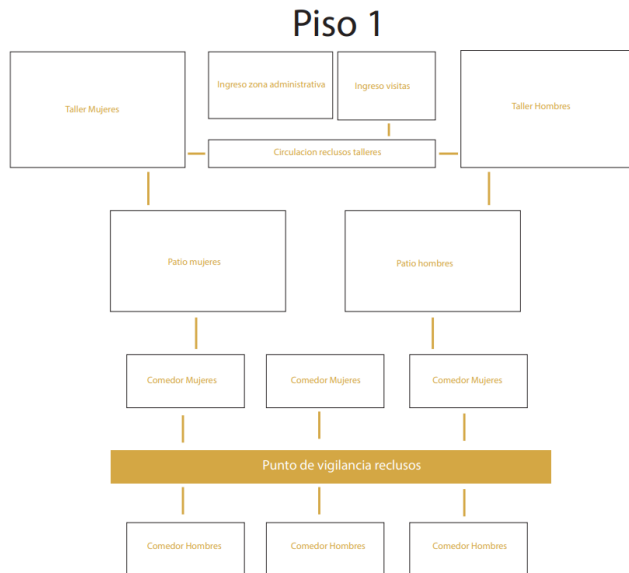 Piso 1
Ingreso zona administrativa
Ingreso visitas
Taller Mujeres
Taller Hombres
Circulacion reclusos talleres
Patio mujeres
Patio hombres
Comedor Mujeres
Comedor Mujeres
Comedor Mujeres
Punto de vigilancia reclusos
Comedor Hombres
Comedor Hombres
Comedor Hombres